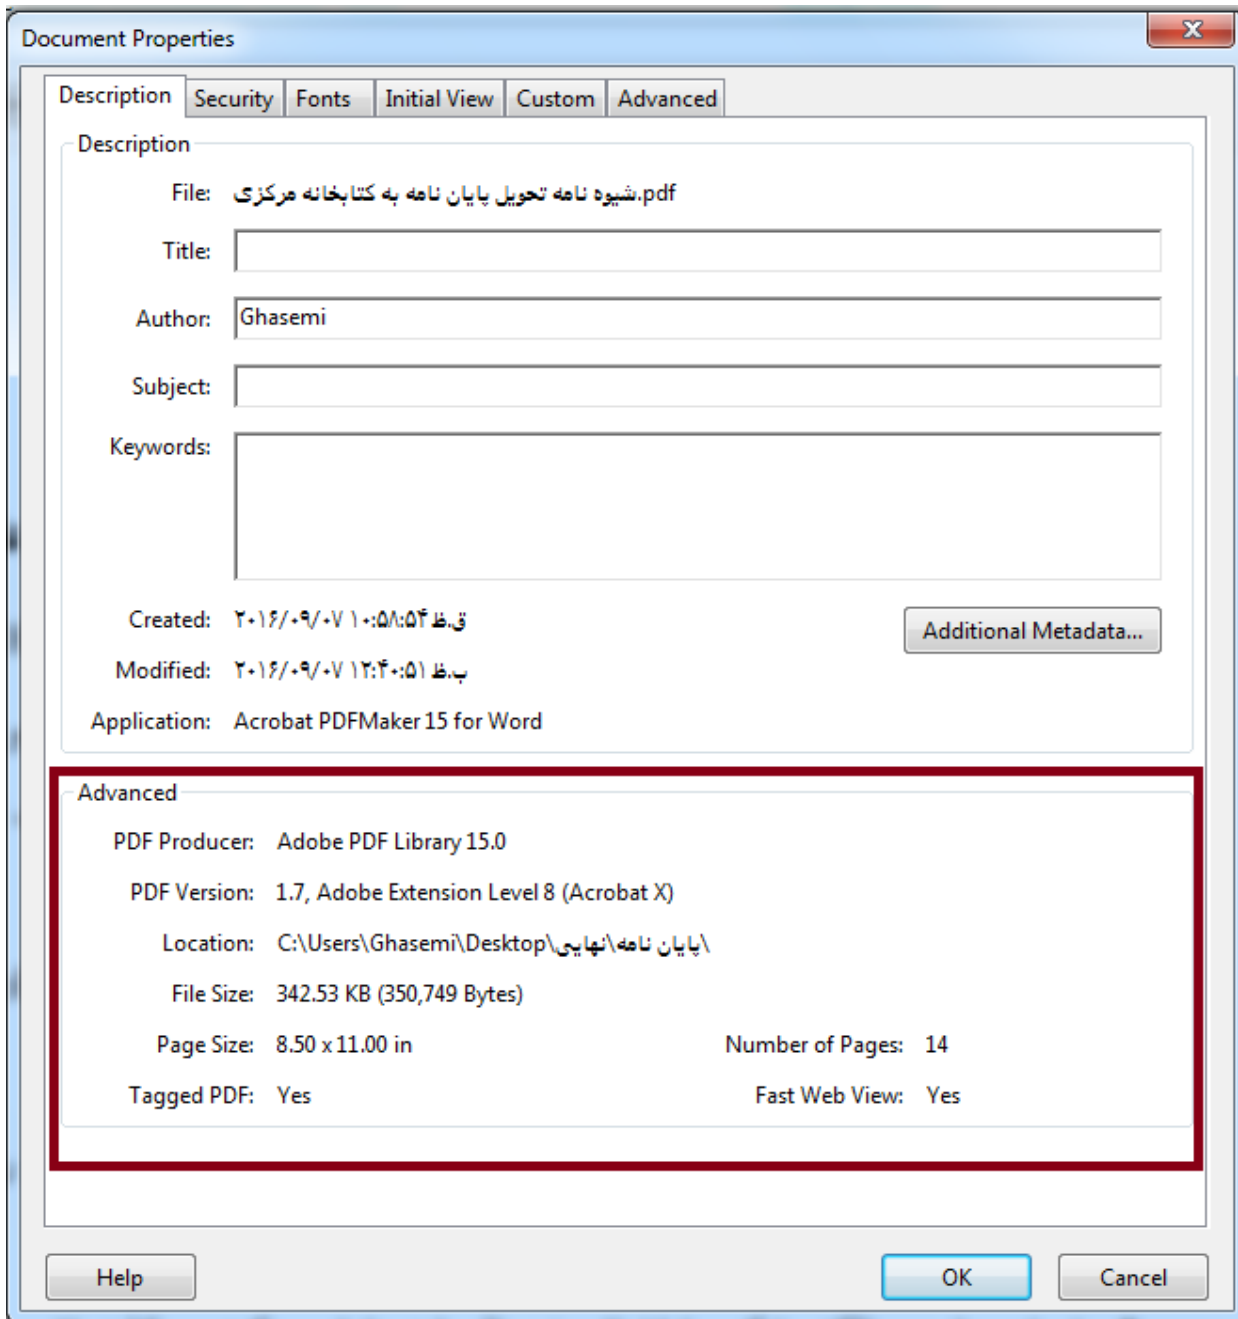 Document Properties
Description Security Fonts Initial View Custom Advanced
Description
File: شیوه نامه تحویل پایان نامه به کتابخانه مرکزی.pdf
Title:
Author: Ghasemi
Subject:
Keywords:
Created: ۲۰۱۶/۰۹/۰۷ ۱۰:۵۸:۵۴ ق.ظ
Additional Metadata...
Modified: ۲۰۱۶/۰۹/۰۷ ۱۲:۴۰:۵۱ ب.ظ
Application: Acrobat PDFMaker 15 for Word
Advanced
PDF Producer: Adobe PDF Library 15.0
PDF Version: 1.7, Adobe Extension Level 8 (Acrobat X)
Location: C:\Users\Ghasemi\Desktop\پایان نامه\نهایی\
File Size: 342.53 KB (350,749 Bytes)
Page Size: 8.50 x 11.00 in Number of Pages: 14
Tagged PDF: Yes Fast Web View: Yes
Help OK Cancel